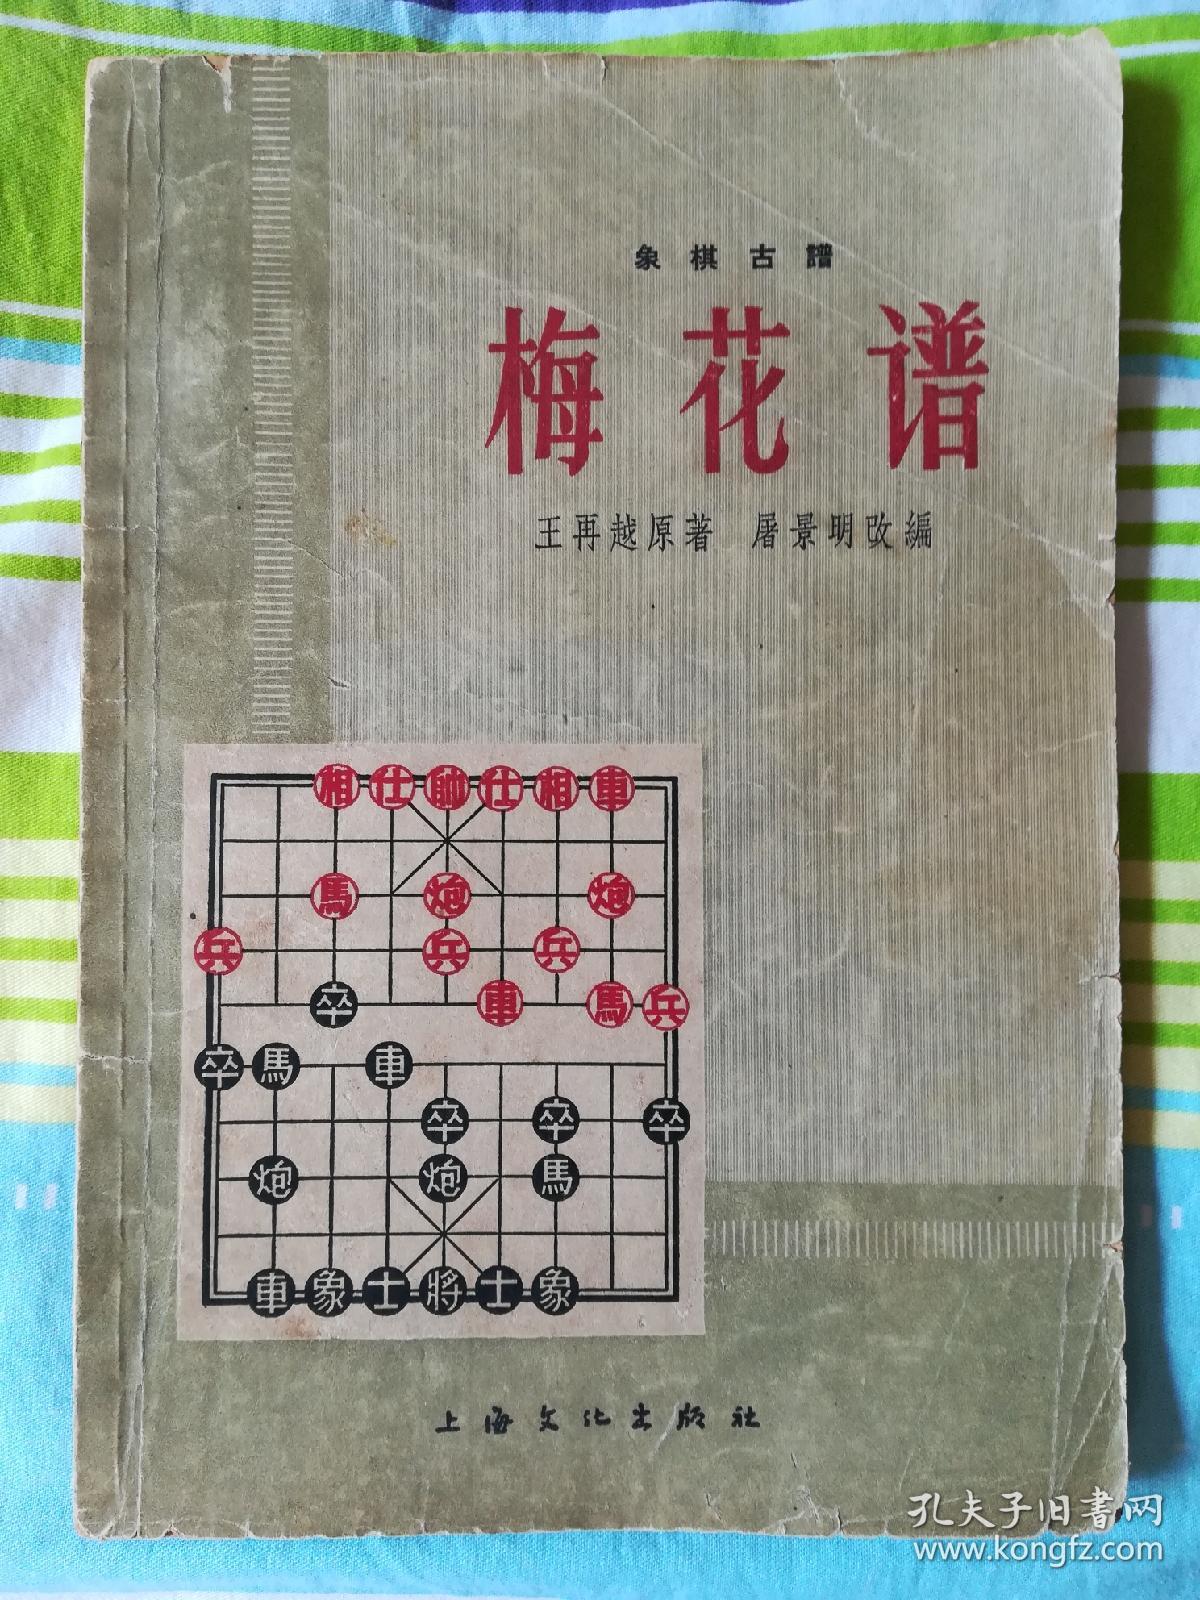 象棋古譜
梅花谱
王再越原著 屠景明改編
相仕帥仕相車
馬炮炮
兵兵兵
卒車馬兵
卒馬車
卒卒卒
炮炮馬
車象士將士象
上海文化出版社
孔夫子旧书网
www.kongfz.com